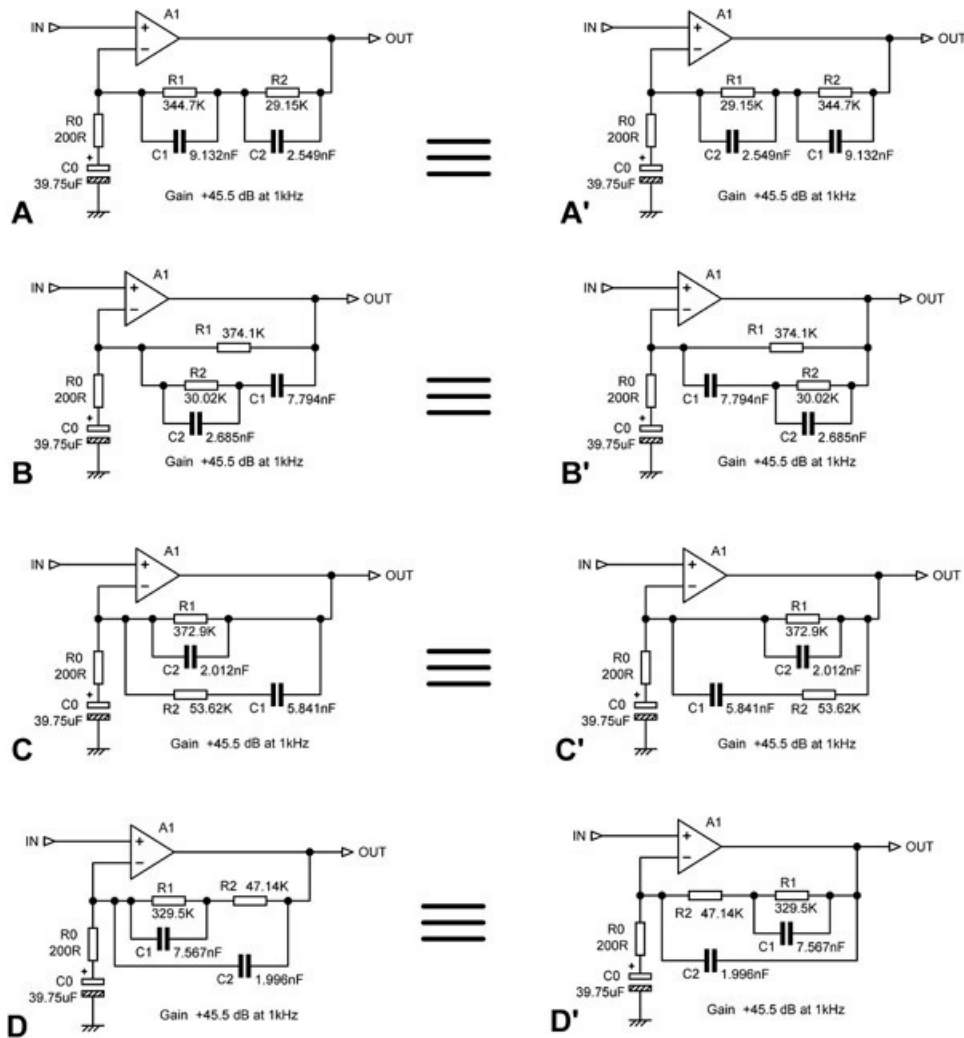 A1
IN
+
−
OUT
R1
344.7K
R2
29.15K
R0
200R
C1 9.132nF
C2 2.549nF
+
C0
39.75uF
Gain +45.5 dB at 1kHz
A
A1
IN
+
−
OUT
R1
29.15K
R2
344.7K
R0
200R
C2 2.549nF
C1 9.132nF
+
C0
39.75uF
Gain +45.5 dB at 1kHz
A'
A1
IN
+
−
OUT
R1 374.1K
R0
200R
R2
30.02K
C1 7.794nF
C2 2.685nF
+
C0
39.75uF
Gain +45.5 dB at 1kHz
B
A1
IN
+
−
OUT
R1 374.1K
R0
200R
R2
30.02K
C1 7.794nF
C2 2.685nF
+
C0
39.75uF
Gain +45.5 dB at 1kHz
B'
A1
IN
+
−
OUT
R1
372.9K
R0
200R
C2 2.012nF
R2 53.62K
C1 5.841nF
+
C0
39.75uF
Gain +45.5 dB at 1kHz
C
A1
IN
+
−
OUT
R1
372.9K
R0
200R
C2 2.012nF
C1 5.841nF
R2 53.62K
+
C0
39.75uF
Gain +45.5 dB at 1kHz
C'
A1
IN
+
−
OUT
R1
329.5K
R2 47.14K
R0
200R
C1 7.567nF
C2 1.996nF
+
C0
39.75uF
Gain +45.5 dB at 1kHz
D
A1
IN
+
−
OUT
R2 47.14K
R1
329.5K
R0
200R
C1 7.567nF
C2 1.996nF
+
C0
39.75uF
Gain +45.5 dB at 1kHz
D'